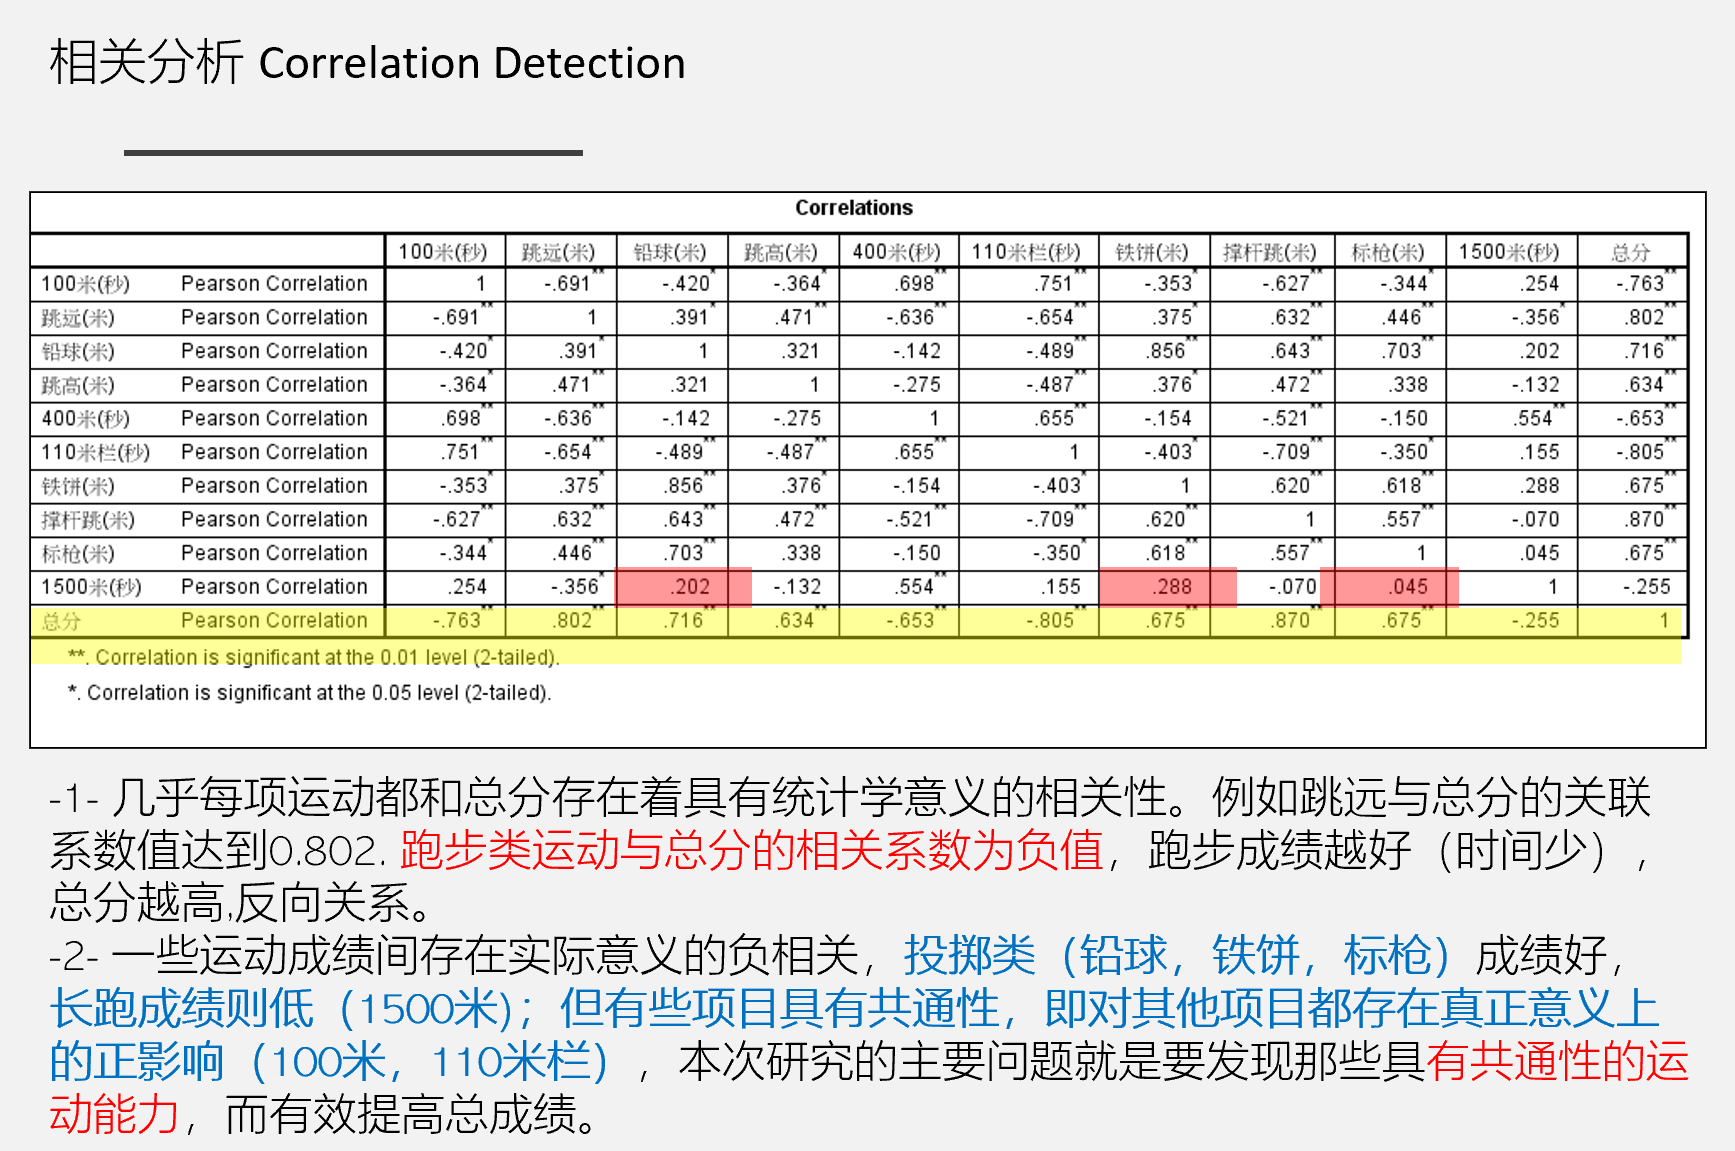 相关分析 Correlation Detection
Correlations
100米(秒) 跳远(米) 铅球(米) 跳高(米) 400米(秒) 110米栏(秒) 铁饼(米) 撑杆跳(米) 标枪(米) 1500米(秒) 总分
100米(秒) Pearson Correlation 1 -.691** -.420* -.364* .698** .751** -.353* -.627** -.344* .254 -.763**
跳远(米) Pearson Correlation -.691** 1 .391* .471** -.636** -.654** .375* .632** .446** -.356* .802**
铅球(米) Pearson Correlation -.420* .391* 1 .321 -.142 -.489** .856** .643** .703** .202 .716**
跳高(米) Pearson Correlation -.364* .471** .321 1 -.275 -.487** .376* .472** .338 -.132 .634**
400米(秒) Pearson Correlation .698** -.636** -.142 -.275 1 .655** -.154 -.521** -.150 .554** -.653**
110米栏(秒) Pearson Correlation .751** -.654** -.489** -.487** .655** 1 -.403* -.709** -.350* .155 -.805**
铁饼(米) Pearson Correlation -.353* .375* .856** .376* -.154 -.403* 1 .620** .618** .288 .675**
撑杆跳(米) Pearson Correlation -.627** .632** .643** .472** -.521** -.709** .620** 1 .557** -.070 .870**
标枪(米) Pearson Correlation -.344* .446** .703** .338 -.150 -.350* .618** .557** 1 .045 .675**
1500米(秒) Pearson Correlation .254 -.356* .202 -.132 .554** .155 .288 -.070 .045 1 -.255
总分 Pearson Correlation -.763** .802** .716** .634** -.653** -.805** .675** .870** .675** -.255 1
**. Correlation is significant at the 0.01 level (2-tailed).
*. Correlation is significant at the 0.05 level (2-tailed).
-1- 几乎每项运动都和总分存在着具有统计学意义的相关性。例如跳远与总分的关联
系数值达到0.802. 跑步类运动与总分的相关系数为负值，跑步成绩越好（时间少），
总分越高,反向关系。
-2- 一些运动成绩间存在实际意义的负相关，投掷类（铅球，铁饼，标枪）成绩好，
长跑成绩则低（1500米)；但有些项目具有共通性，即对其他项目都存在真正意义上
的正影响（100米，110米栏），本次研究的主要问题就是要发现那些具有共通性的运
动能力，而有效提高总成绩。